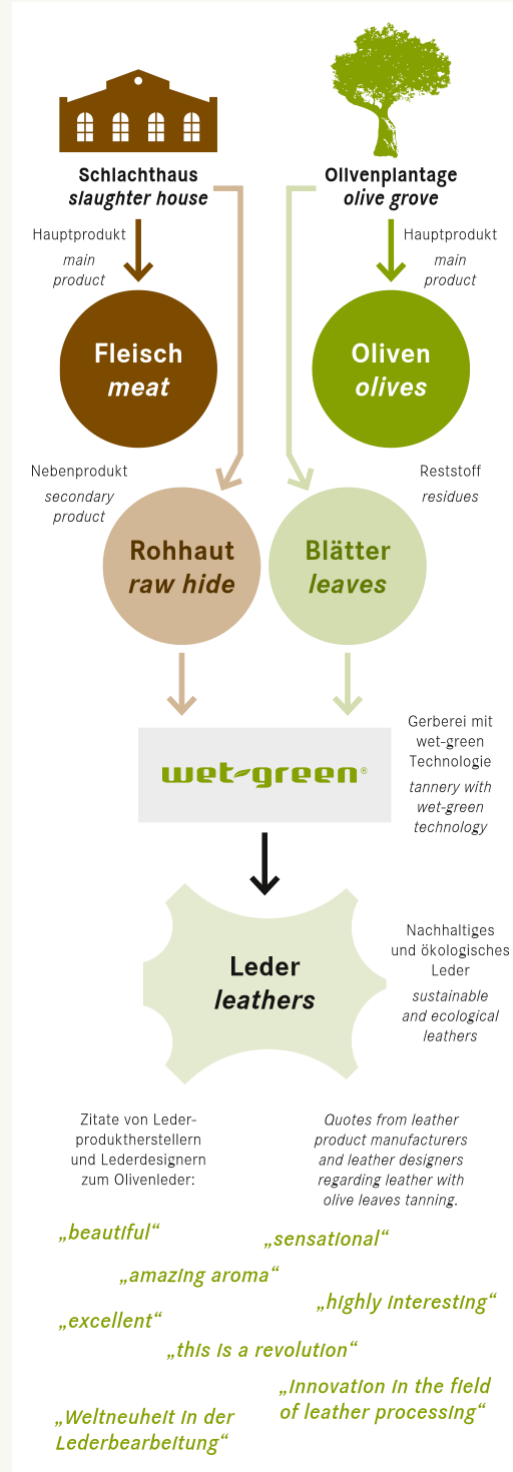 Schlachthaus
slaughter house
Olivenplantage
olive grove
Hauptprodukt
main
product
Hauptprodukt
main
product
Fleisch
meat
Oliven
olives
Nebenprodukt
secondary
product
Reststoff
residues
Rohhaut
raw hide
Blätter
leaves
wet-green®
Gerberei mit
wet-green
Technologie
tannery with
wet-green
technology
Leder
leathers
Nachhaltiges
und ökologisches
Leder
sustainable
and ecological
leathers
Zitate von Leder-
produktherstellern
und Lederdesignern
zum Olivenleder:
Quotes from leather
product manufacturers
and leather designers
regarding leather with
olive leaves tanning.
„beautiful“
„sensational“
„amazing aroma“
„highly interesting“
„excellent“
„this is a revolution“
„innovation in the field
of leather processing“
„Weltneuheit in der
Lederbearbeitung“